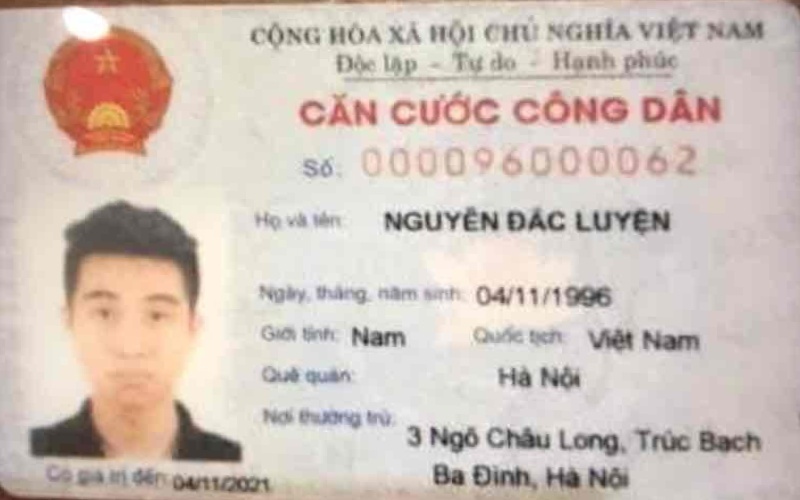 CỘNG HÒA XÃ HỘI CHỦ NGHĨA VIỆT NAM
Độc lập - Tự do - Hạnh phúc
CĂN CƯỚC CÔNG DÂN
Số: 000096000062
Họ và tên: NGUYỄN ĐẮC LUYỆN
Ngày, tháng, năm sinh: 04/11/1996
Giới tính: Nam Quốc tịch: Việt Nam
Quê quán: Hà Nội
Nơi thường trú: 3 Ngõ Châu Long, Trúc Bạch
Ba Đình, Hà Nội
Có giá trị đến: 04/11/2021